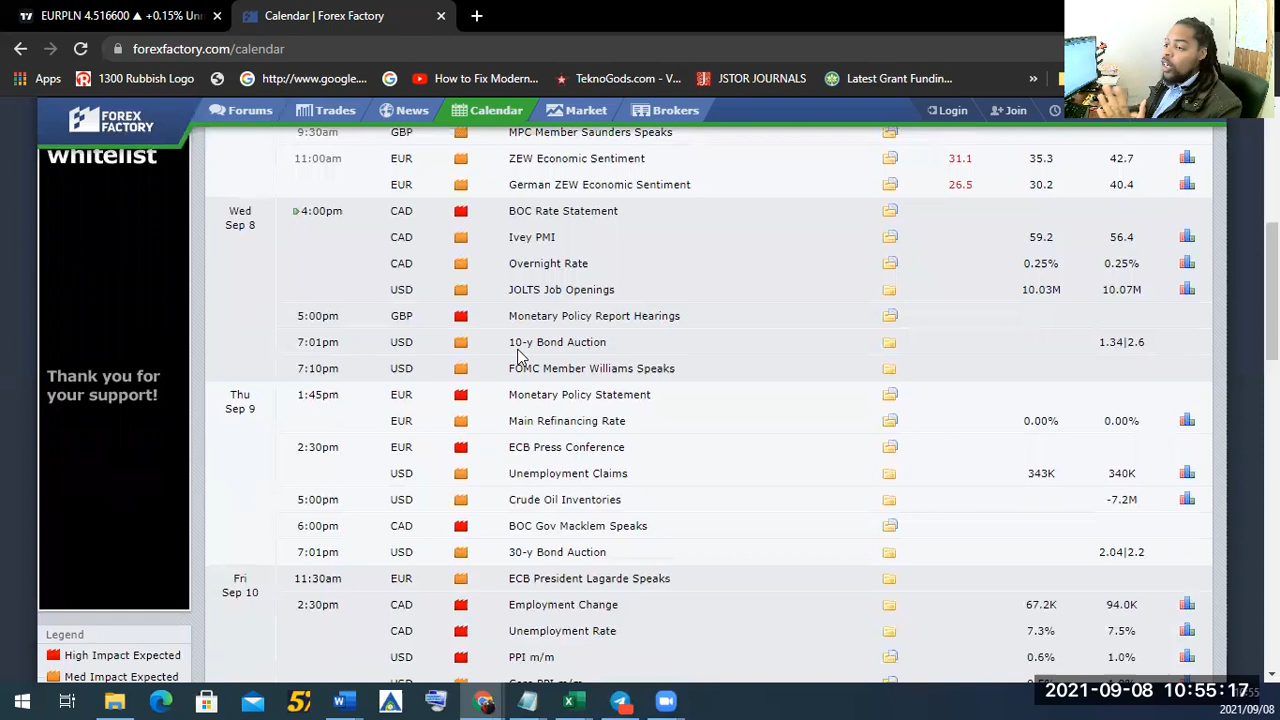 EURPLN 4.516600 ▲ +0.15% Un
Calendar | Forex Factory
forexfactory.com/calendar
Apps
1300 Rubbish Logo
http://www.google....
How to Fix Modern...
TeknoGods.com - V...
JSTOR JOURNALS
Latest Grant Fundin...
»
FOREX FACTORY
Forums Trades News Calendar Market Brokers Login Join
whitelist
Thank you for
your support!
Legend
High Impact Expected
Med Impact Expected
9:30am GBP MPC Member Saunders Speaks
11:00am EUR ZEW Economic Sentiment 31.1 35.3 42.7
EUR German ZEW Economic Sentiment 26.5 30.2 40.4
Wed Sep 8 4:00pm CAD BOC Rate Statement
CAD Ivey PMI 59.2 56.4
CAD Overnight Rate 0.25% 0.25%
USD JOLTS Job Openings 10.03M 10.07M
5:00pm GBP Monetary Policy Report Hearings
7:01pm USD 10-y Bond Auction 1.34|2.6
7:10pm USD FOMC Member Williams Speaks
Thu Sep 9 1:45pm EUR Monetary Policy Statement
EUR Main Refinancing Rate 0.00% 0.00%
2:30pm EUR ECB Press Conference
USD Unemployment Claims 343K 340K
5:00pm USD Crude Oil Inventories -7.2M
6:00pm CAD BOC Gov Macklem Speaks
7:01pm USD 30-y Bond Auction 2.04|2.2
Fri Sep 10 11:30am EUR ECB President Lagarde Speaks
2:30pm CAD Employment Change 67.2K 94.0K
CAD Unemployment Rate 7.3% 7.5%
USD PPI m/m 0.6% 1.0%
2021-09-08 10:55:17
2021/09/08